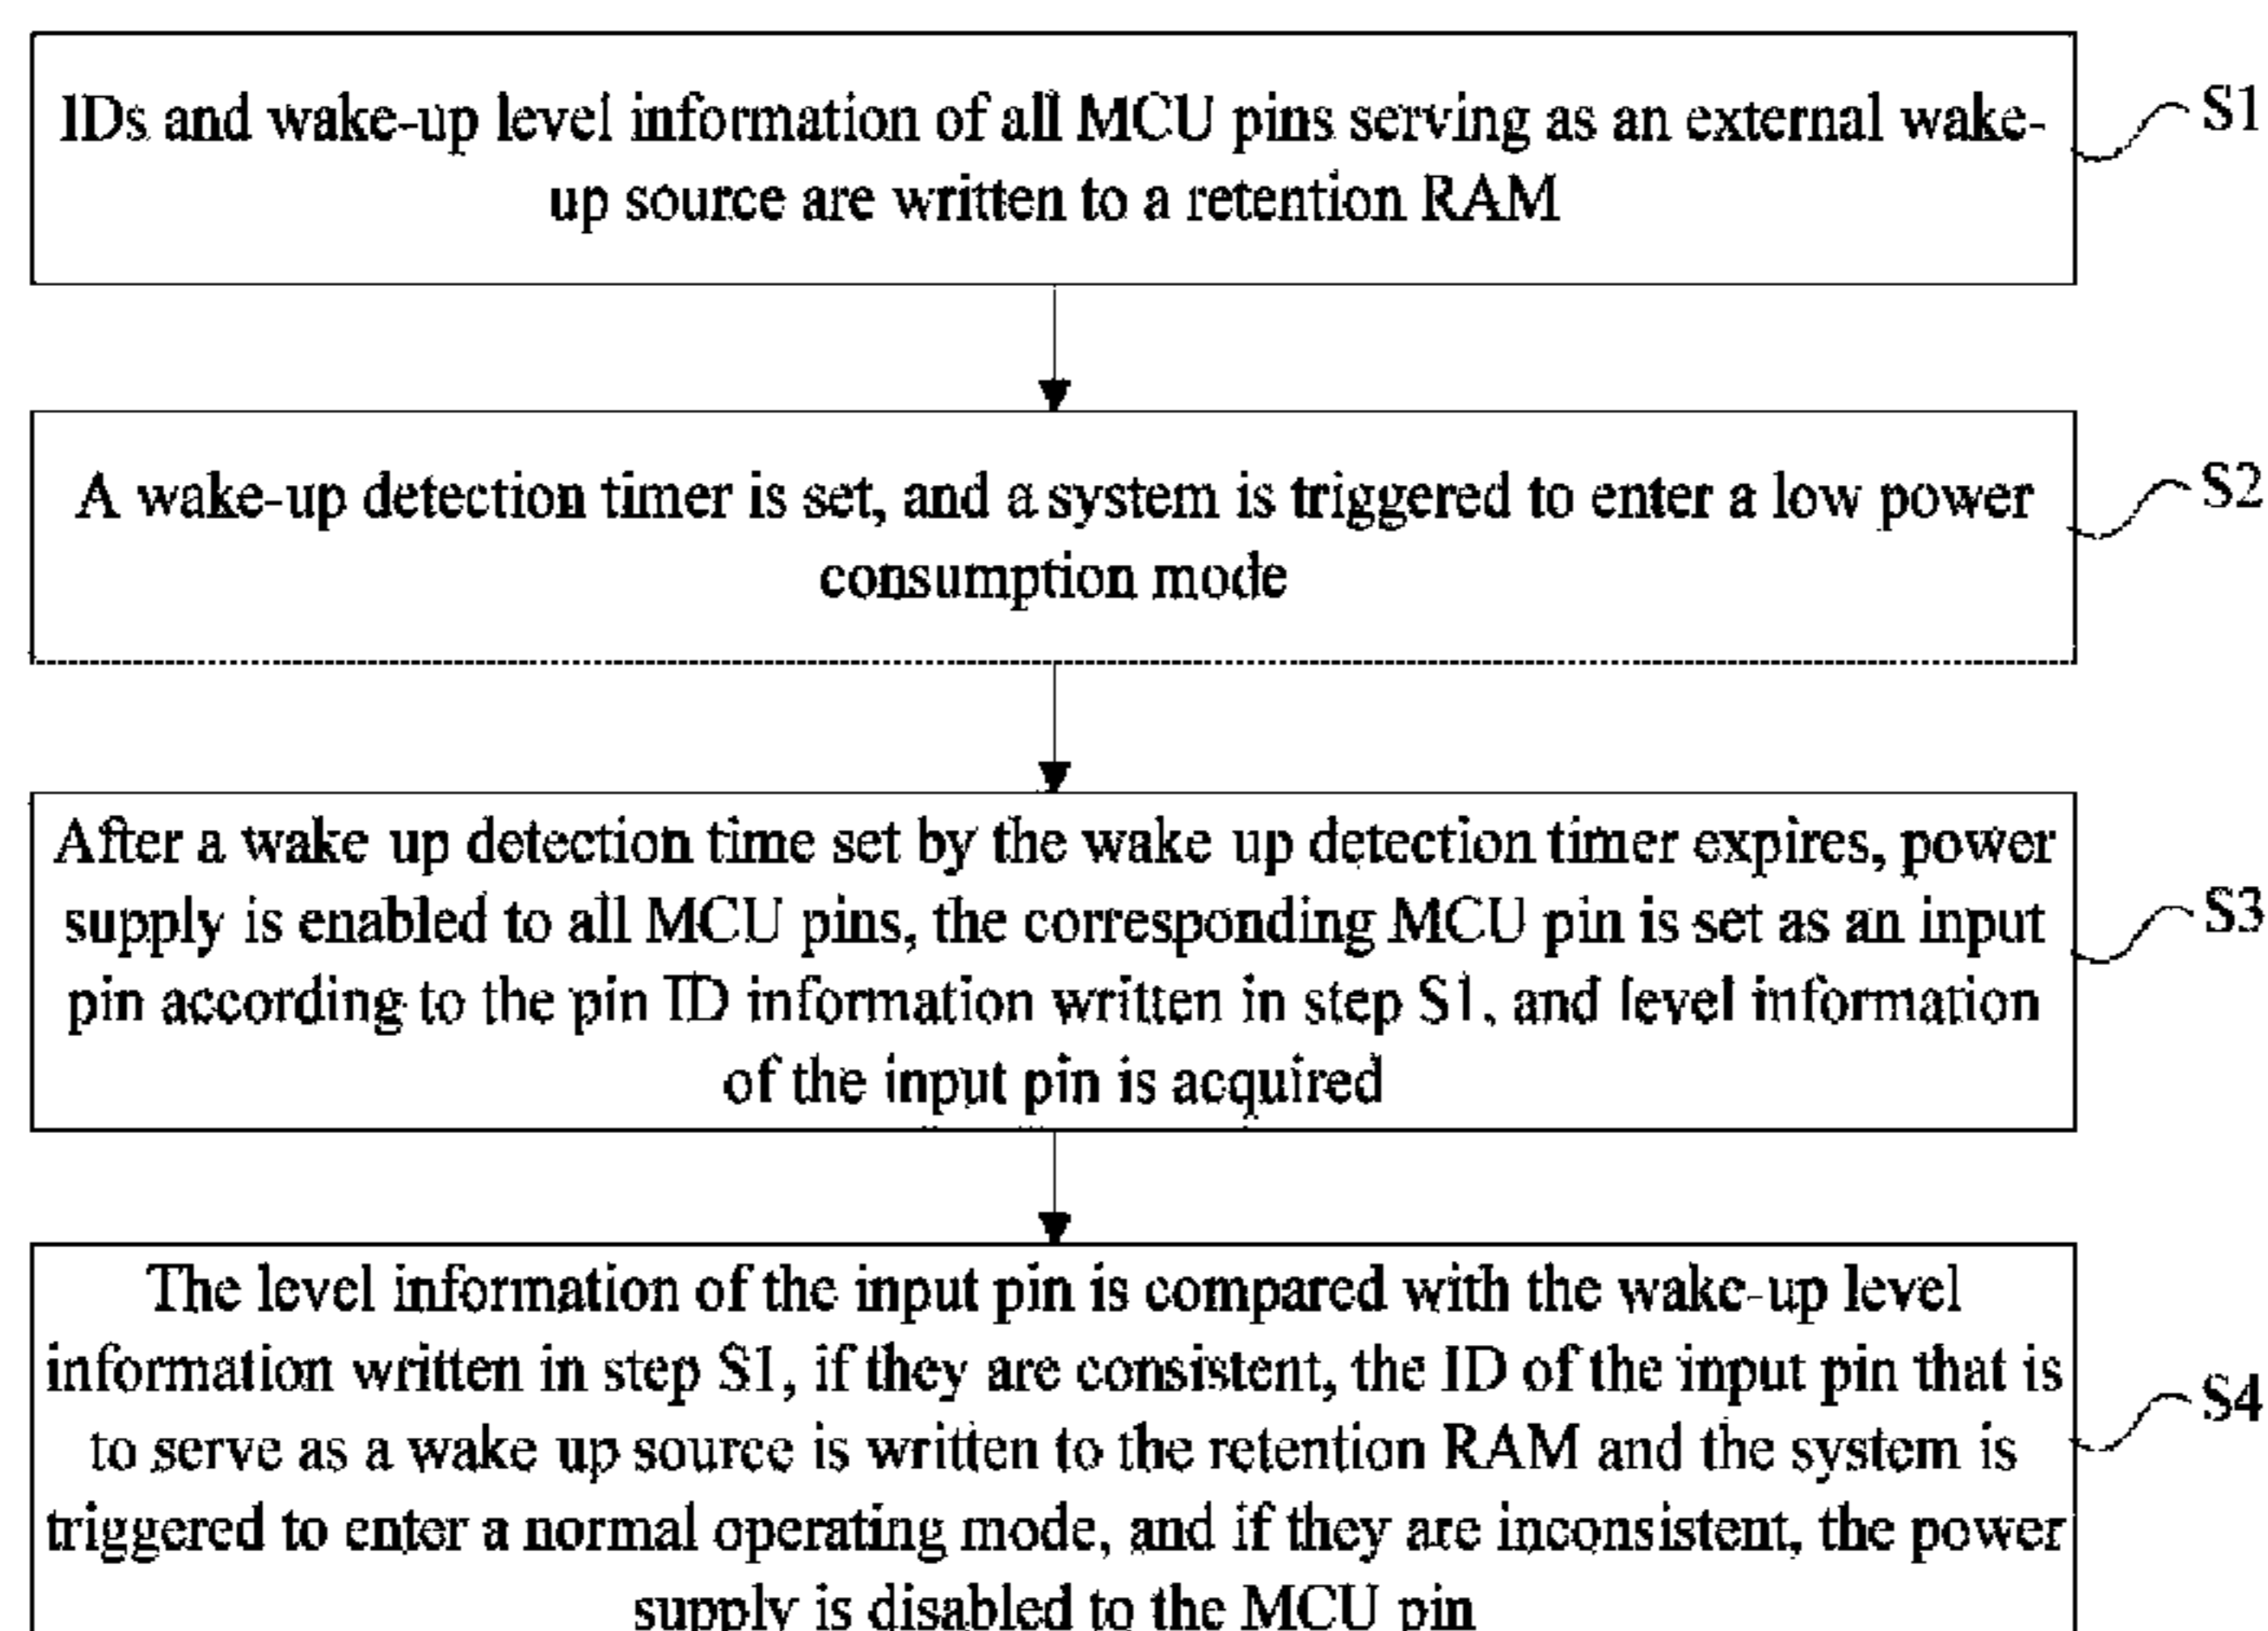 IDs and wake-up level information of all MCU pins serving as an external wake-
up source are written to a retention RAM
S1
A wake-up detection timer is set, and a system is triggered to enter a low power
consumption mode
S2
After a wake up detection time set by the wake up detection timer expires, power
supply is enabled to all MCU pins, the corresponding MCU pin is set as an input
pin according to the pin ID information written in step S1, and level information
of the input pin is acquired
S3
The level information of the input pin is compared with the wake-up level
information written in step S1, if they are consistent, the ID of the input pin that is
to serve as a wake up source is written to the retention RAM and the system is
triggered to enter a normal operating mode, and if they are inconsistent, the power
supply is disabled to the MCU pin
S4